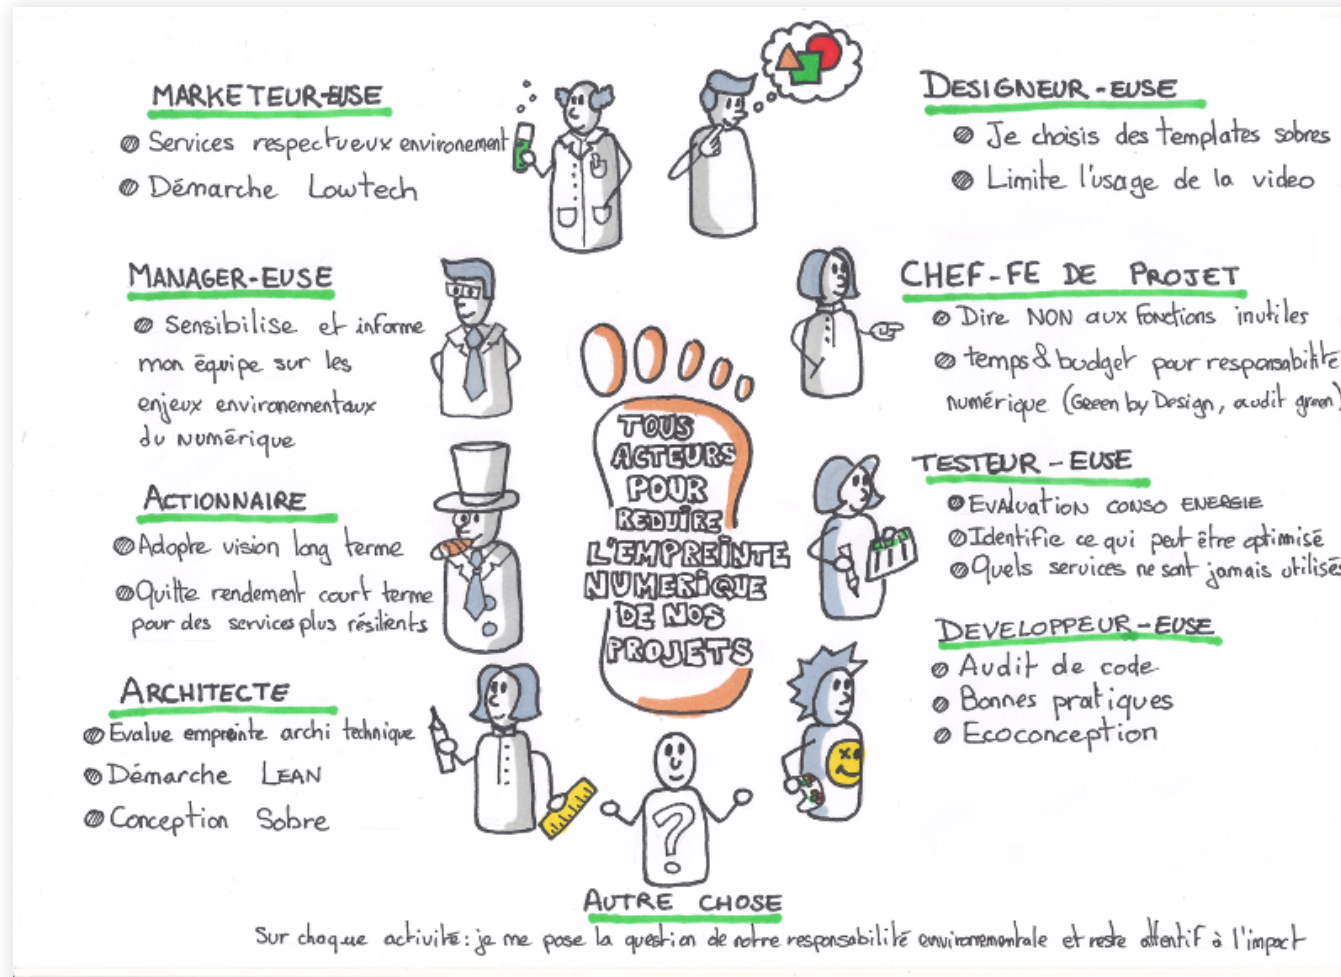 MARKETEUR-EUSE
Services respectueux environement
Démarche Lowtech
MANAGER-EUSE
Sensibilise et informe
mon équipe sur les
enjeux environementaux
du Numérique
ACTIONNAIRE
Adopte vision long terme
Quitte rendement court terme
pour des services plus résilients
ARCHITECTE
Evalue empreinte archi technique
Démarche LEAN
Conception Sobre
TOUS
ACTEURS
POUR
REDUIRE
L'EMPREINTE
NUMERIQUE
DE NOS
PROJETS
DESIGNEUR-EUSE
Je choisis des templates sobres
Limite l'usage de la video
CHEF-FE DE PROJET
Dire NON aux fonctions inutiles
temps & budget pour responsabilité
numérique (Green by Design, audit green)
TESTEUR-EUSE
Evaluation conso ENERGIE
Identifie ce qui peut être optimisé
Quels services ne sont jamais utilisés
DEVELOPPEUR-EUSE
Audit de code
Bonnes pratiques
Ecoconception
?
AUTRE CHOSE
Sur chaque activité: je me pose la question de notre responsabilité environnementale et reste attentif à l'impact